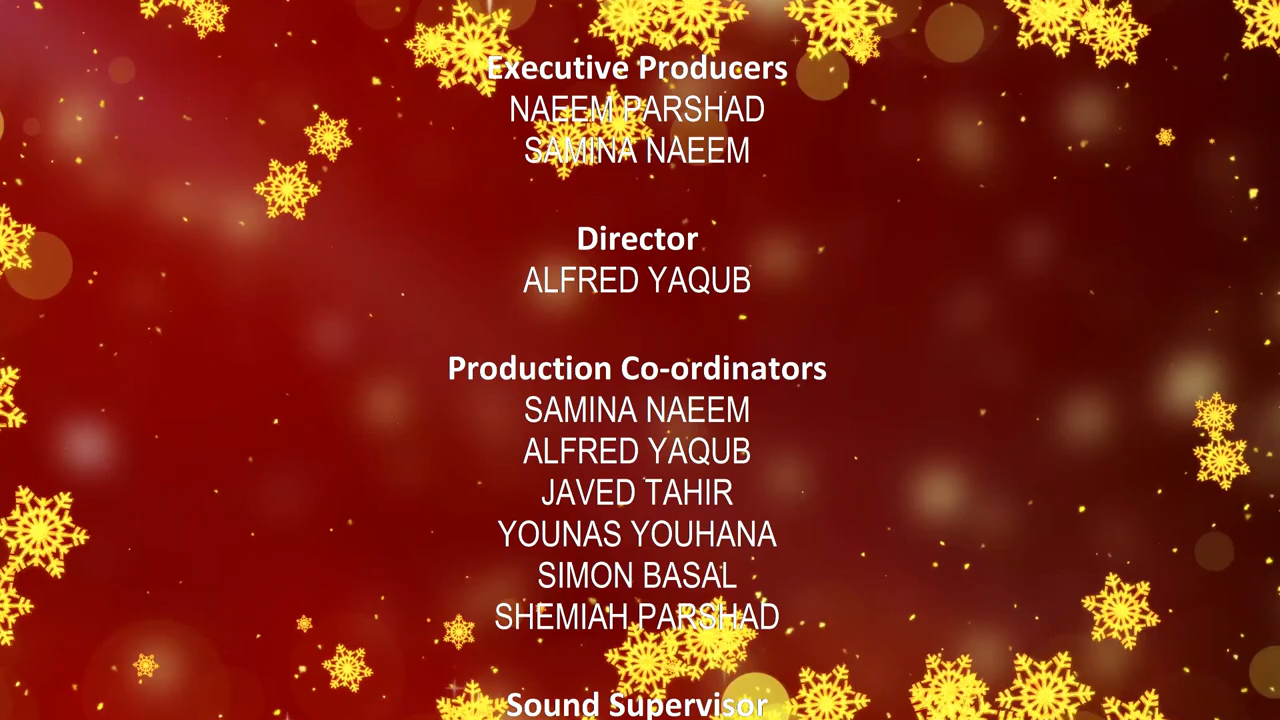 Executive Producers
NAEEM PARSHAD
SAMINA NAEEM
Director
ALFRED YAQUB
Production Co-ordinators
SAMINA NAEEM
ALFRED YAQUB
JAVED TAHIR
YOUNAS YOUHANA
SIMON BASAL
SHEMIAH PARSHAD
Sound Supervisor